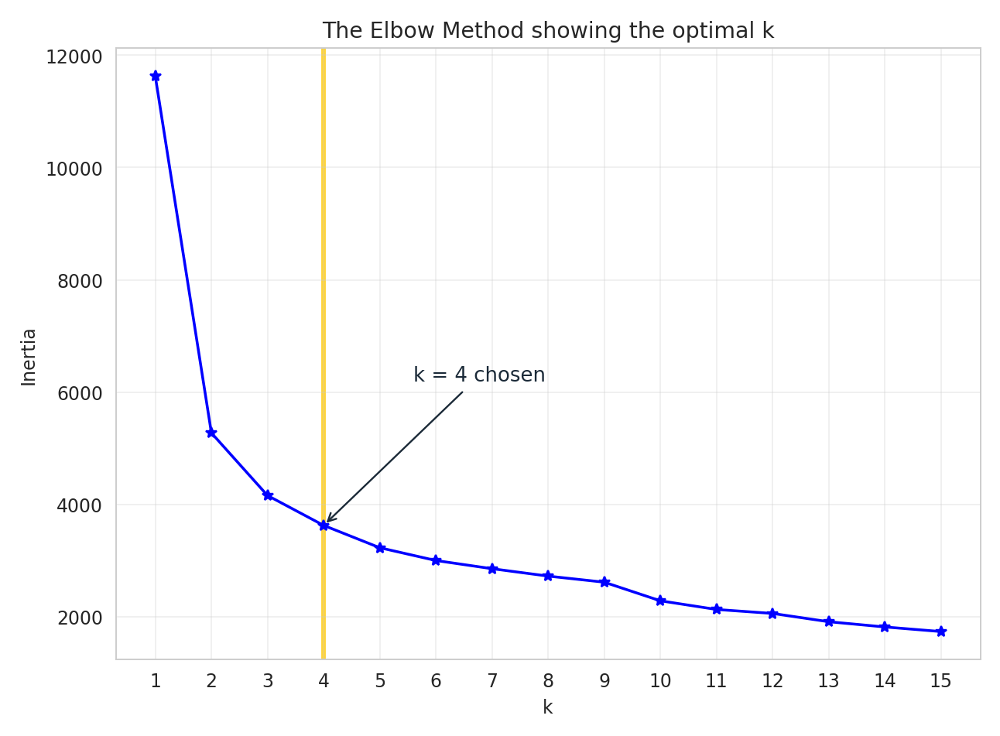 The Elbow Method showing the optimal k
12000
10000
8000
6000
4000
2000
Inertia
k = 4 chosen
1 2 3 4 5 6 7 8 9 10 11 12 13 14 15
k